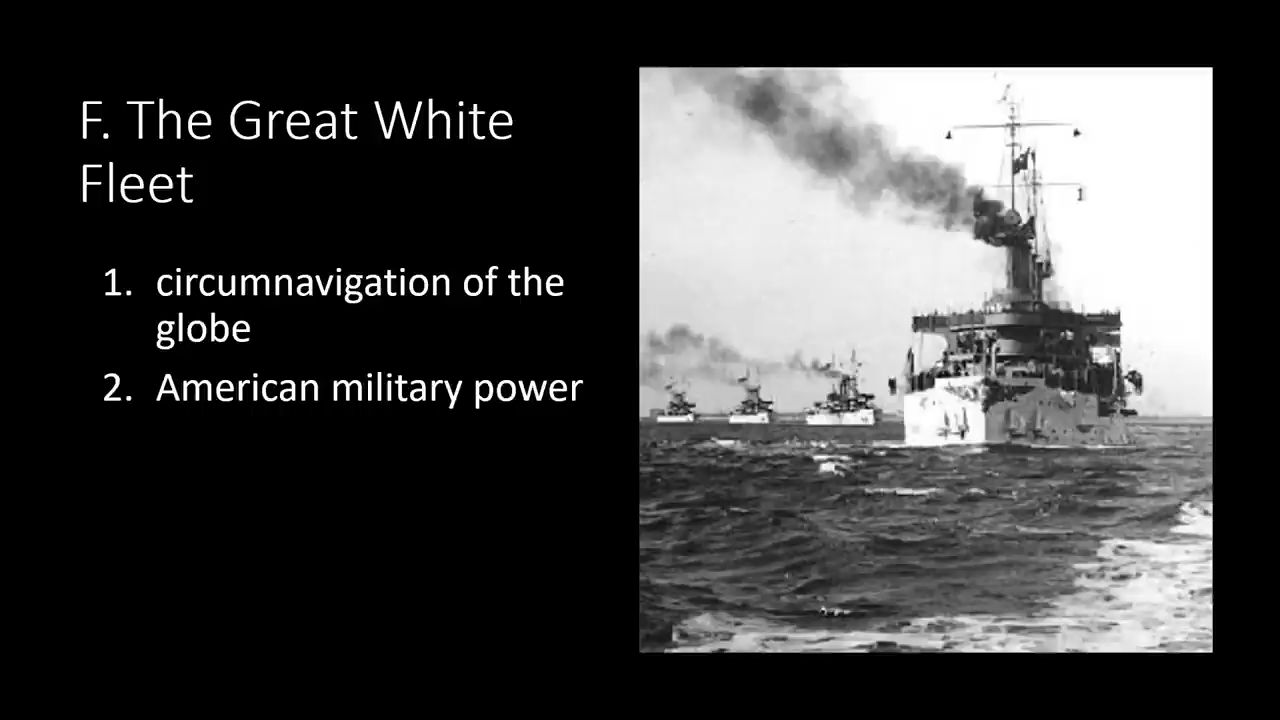 F. The Great White
Fleet
1. circumnavigation of the
globe
2. American military power